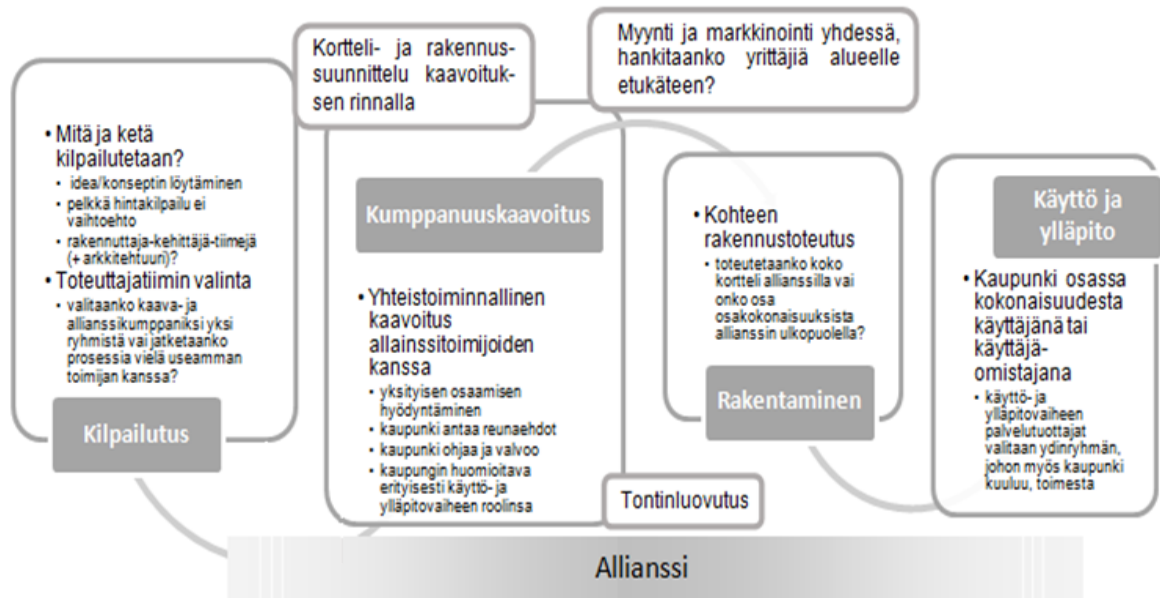 Kortteli- ja rakennus-
suunnittelu kaavoituk-
sen rinnalla
Myynti ja markkinointi yhdessä,
hankitaanko yrittäjiä alueelle
etukäteen?
• Mitä ja ketä
kilpailutetaan?
• idea/konseptin löytäminen
• pelkkä hintakilpailu ei
vaihtoehto
• rakennuttaja-kehittäjä-tiimejä
(+ arkkitehtuuri)?
• Toteuttajatiimin valinta
• valitaanko kaava- ja
allianssikumppaniksi yksi
ryhmistä vai jatketaanko
prosessia vielä useamman
toimijan kanssa?
Kilpailutus
Kumppanuuskaavoitus
• Yhteistoiminnallinen
kaavoitus
allainssitoimijoiden
kanssa
• yksityisen osaamisen
hyödyntäminen
• kaupunki antaa reunaehdot
• kaupunki ohjaa ja valvoo
• kaupungin huomioitava
erityisesti käyttö- ja
ylläpitovaiheen roolinsa
Tontinluovutus
• Kohteen
rakennustoteutus
• toteutetaanko koko
kortteli allianssilla vai
onko osa
osakokonaisuuksista
allianssin ulkopuolella?
Rakentaminen
Käyttö ja
ylläpito
• Kaupunki osassa
kokonaisuudesta
käyttäjänä tai
käyttäjä-
omistajana
• käyttö- ja
ylläpitovaiheen
palvelutuottajat
valitaan ydinryhmän,
johon myös kaupunki
kuuluu, toimesta
Allianssi